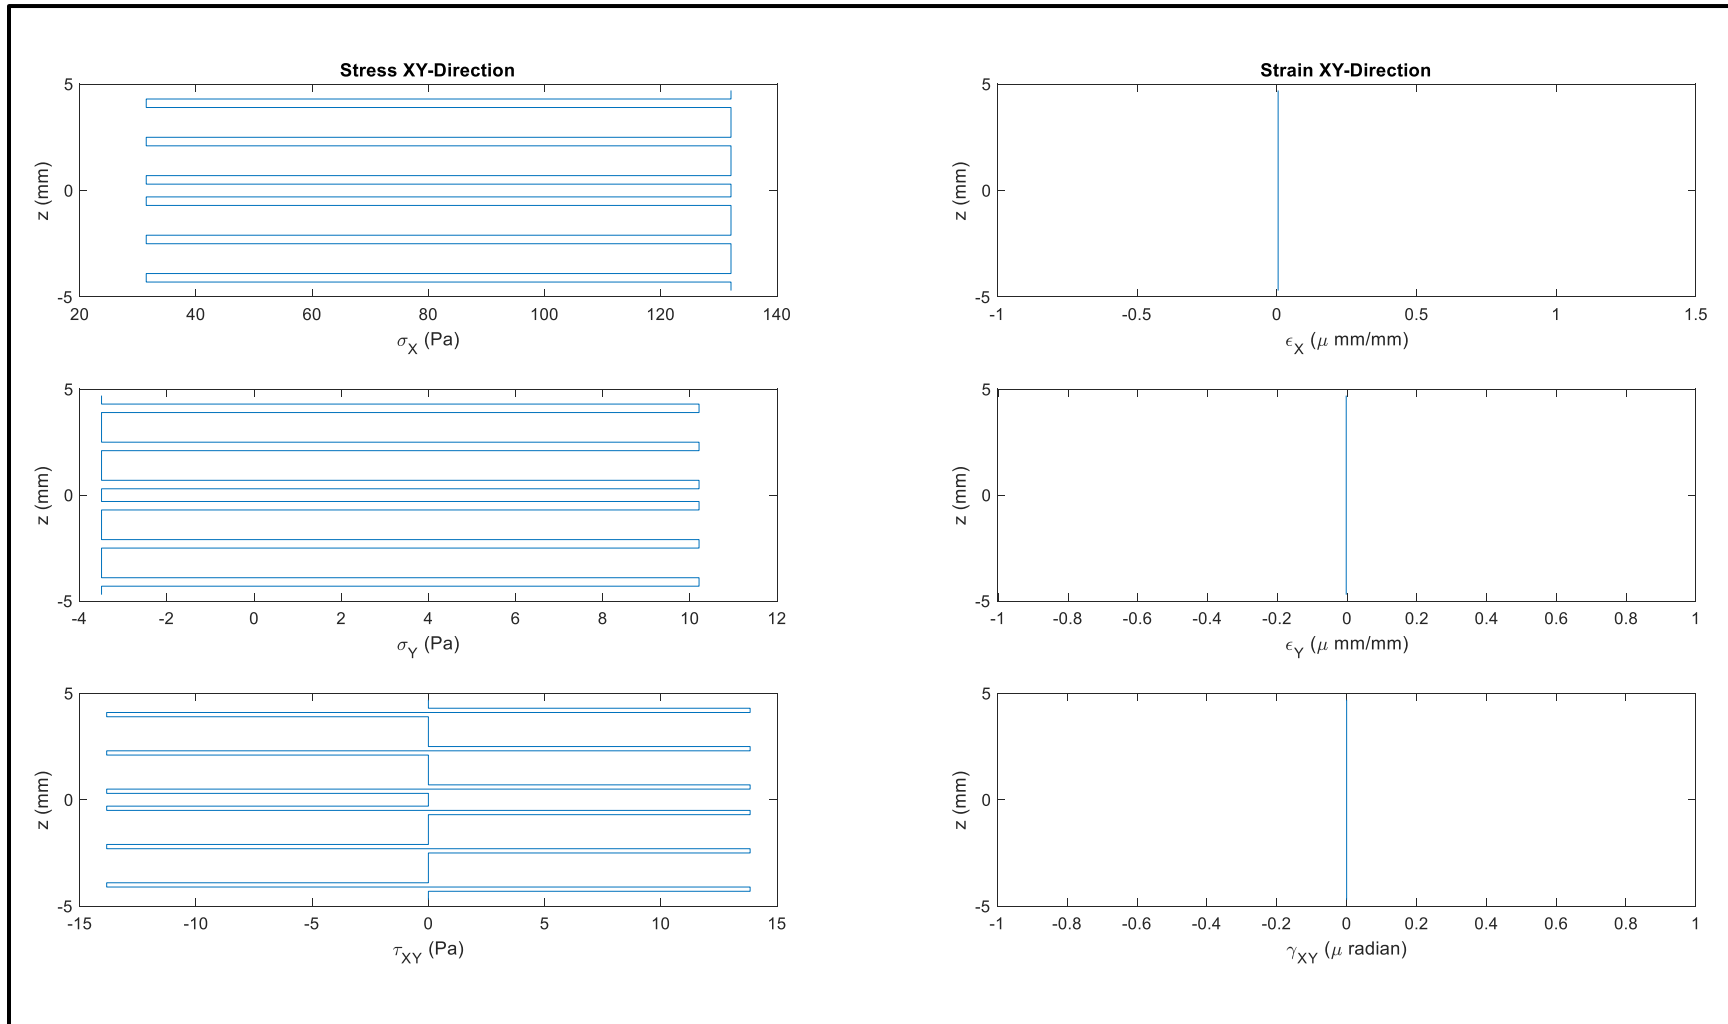 Stress XY-Direction
5
0
-5
z (mm)
20 40 60 80 100 120 140
σX (Pa)
Strain XY-Direction
5
0
-5
z (mm)
-1 -0.5 0 0.5 1 1.5
ϵX (μ mm/mm)
5
0
-5
z (mm)
-4 -2 0 2 4 6 8 10 12
σY (Pa)
5
0
-5
z (mm)
-1 -0.8 -0.6 -0.4 -0.2 0 0.2 0.4 0.6 0.8 1
ϵY (μ mm/mm)
5
0
-5
z (mm)
-15 -10 -5 0 5 10 15
τXY (Pa)
5
0
-5
z (mm)
-1 -0.8 -0.6 -0.4 -0.2 0 0.2 0.4 0.6 0.8 1
γXY (μ radian)